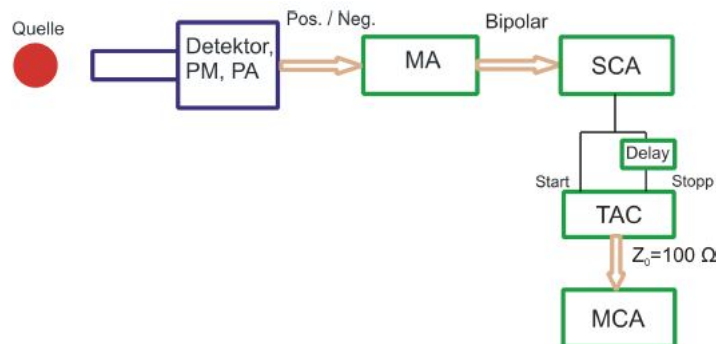 Quelle
Detektor,
PM, PA
Pos. / Neg.
MA
Bipolar
SCA
Delay
Start
Stopp
TAC
Z₀=100 Ω
MCA